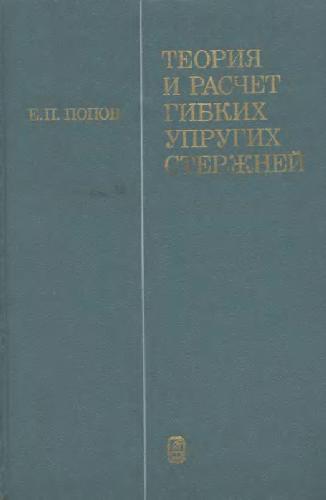 Е.П. ПОПОВ
ТЕОРИЯ
И РАСЧЕТ
ГИБКИХ
УПРУГИХ
СТЕРЖНЕЙ